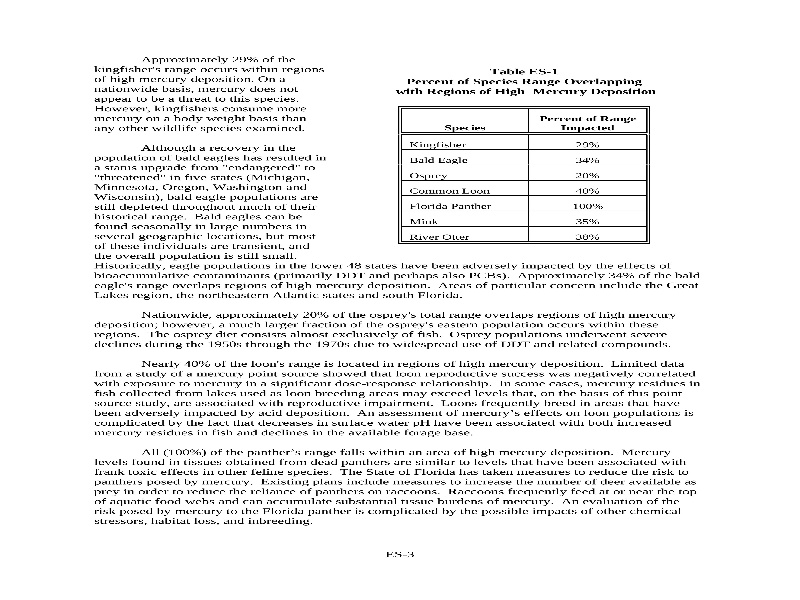 Approximately 29% of the
kingfisher's range occurs within regions
of high mercury deposition. On a
nationwide basis, mercury does not
appear to be a threat to this species.
However, kingfishers consume more
mercury on a body weight basis than
any other wildlife species examined.
Although a recovery in the
population of bald eagles has resulted in
a status upgrade from "endangered" to
"threatened" in five states (Michigan,
Minnesota, Oregon, Washington and
Wisconsin), bald eagle populations are
still depleted throughout much of their
historical range. Bald eagles can be
found seasonally in large numbers in
several geographic locations, but most
of these individuals are transient, and
the overall population is still small.
Table ES-1
Percent of Species Range Overlapping
with Regions of High Mercury Deposition
Species Percent of Range Impacted
Kingfisher 29%
Bald Eagle 34%
Osprey 20%
Common Loon 40%
Florida Panther 100%
Mink 35%
River Otter 38%
Historically, eagle populations in the lower 48 states have been adversely impacted by the effects of
bioaccumulative contaminants (primarily DDT and perhaps also PCBs). Approximately 34% of the bald
eagle's range overlaps regions of high mercury deposition. Areas of particular concern include the Great
Lakes region, the northeastern Atlantic states and south Florida.
Nationwide, approximately 20% of the osprey's total range overlaps regions of high mercury
deposition; however, a much larger fraction of the osprey's eastern population occurs within these
regions. The osprey diet consists almost exclusively of fish. Osprey populations underwent severe
declines during the 1950s through the 1970s due to widespread use of DDT and related compounds.
Nearly 40% of the loon's range is located in regions of high mercury deposition. Limited data
from a study of a mercury point source showed that loon reproductive success was negatively correlated
with exposure to mercury in a significant dose-response relationship. In some cases, mercury residues in
fish collected from lakes used as loon breeding areas may exceed levels that, on the basis of this point
source study, are associated with reproductive impairment. Loons frequently breed in areas that have
been adversely impacted by acid deposition. An assessment of mercury's effects on loon populations is
complicated by the fact that decreases in surface water pH have been associated with both increased
mercury residues in fish and declines in the available forage base.
All (100%) of the panther's range falls within an area of high mercury deposition. Mercury
levels found in tissues obtained from dead panthers are similar to levels that have been associated with
frank toxic effects in other feline species. The State of Florida has taken measures to reduce the risk to
panthers posed by mercury. Existing plans include measures to increase the number of deer available as
prey in order to reduce the reliance of panthers on raccoons. Raccoons frequently feed at or near the top
of aquatic food webs and can accumulate substantial tissue burdens of mercury. An evaluation of the
risk posed by mercury to the Florida panther is complicated by the possible impacts of other chemical
stressors, habitat loss, and inbreeding.
ES-3